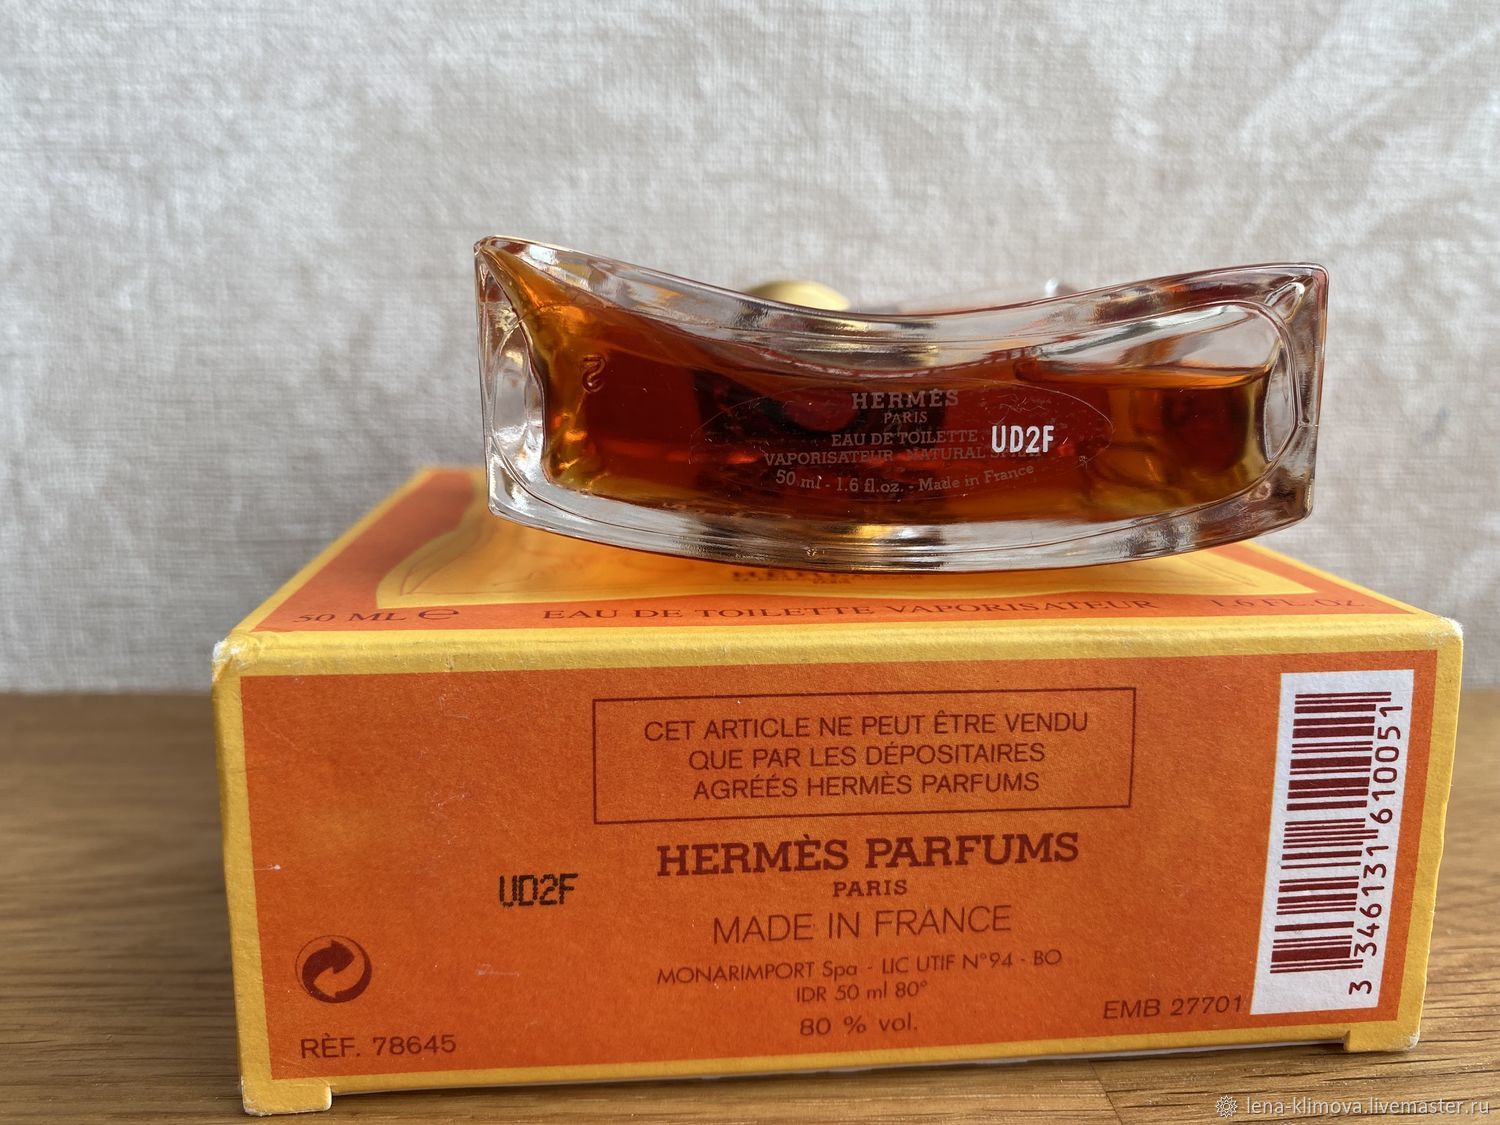 2
HERMÈS
PARIS
EAU DE TOILETTE
UD2F
VAPORISATEUR NATURAL
50 ml - 1.6 fl.oz. - Made in France
50 ML e
EAU DE TOILETTE VAPORISATEUR
1.6 FL.OZ
CET ARTICLE NE PEUT ÊTRE VENDU
QUE PAR LES DÉPOSITAIRES
AGRÉÉS HERMÈS PARFUMS
HERMÈS PARFUMS
PARIS
UD2F
MADE IN FRANCE
MONARIMPORT Spa - LIC UTIF N°94 - BO
IDR 50 ml 80°
80 % vol.
EMB 27701
RÈF. 78645
3 346131 610051
lena-klimova.livemaster.ru